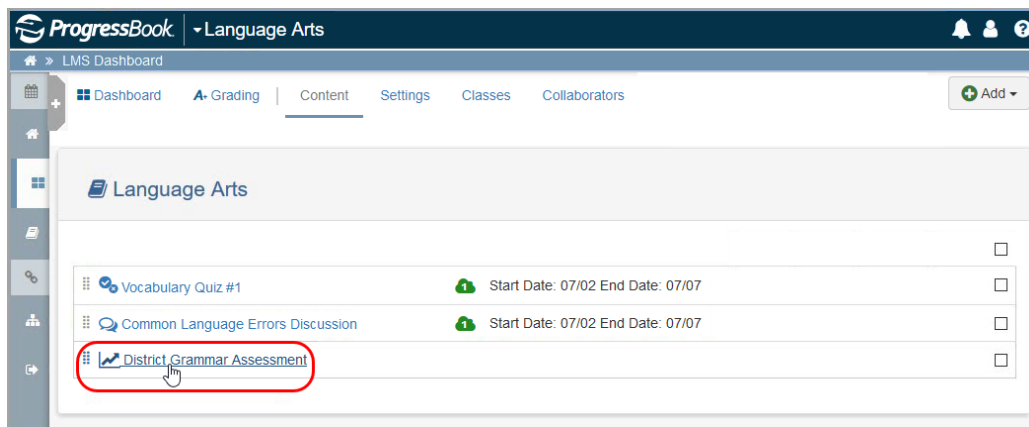 ProgressBook Language Arts
» LMS Dashboard
Dashboard A+ Grading Content Settings Classes Collaborators Add
Language Arts
Vocabulary Quiz #1 1 Start Date: 07/02 End Date: 07/07
Common Language Errors Discussion 1 Start Date: 07/02 End Date: 07/07
District Grammar Assessment